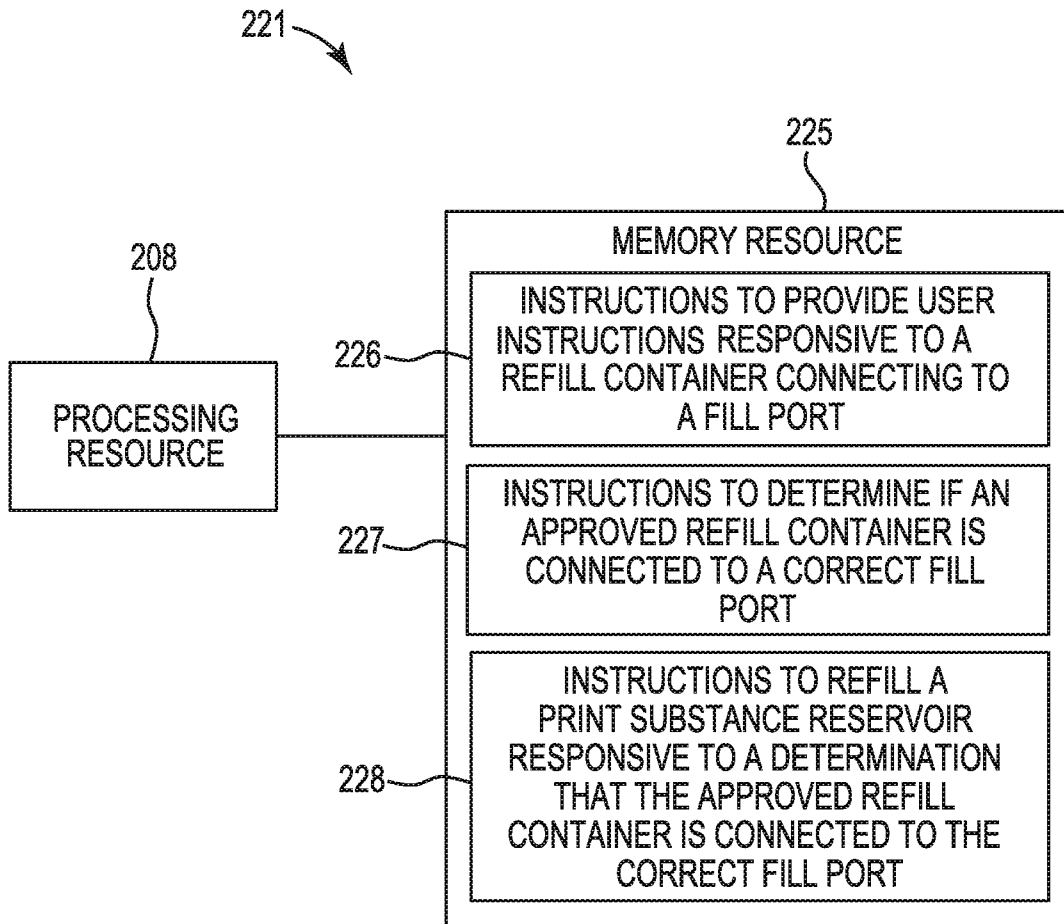 221
225
MEMORY RESOURCE
208
PROCESSING
RESOURCE
226
INSTRUCTIONS TO PROVIDE USER
INSTRUCTIONS RESPONSIVE TO A
REFILL CONTAINER CONNECTING TO
A FILL PORT
227
INSTRUCTIONS TO DETERMINE IF AN
APPROVED REFILL CONTAINER IS
CONNECTED TO A CORRECT FILL
PORT
228
INSTRUCTIONS TO REFILL A
PRINT SUBSTANCE RESERVOIR
RESPONSIVE TO A DETERMINATION
THAT THE APPROVED REFILL
CONTAINER IS CONNECTED TO THE
CORRECT FILL PORT